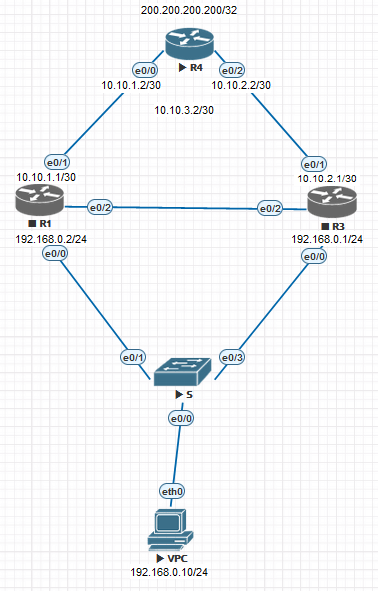 200.200.200.200/32
R4
e0/0
e0/2
10.10.1.2/30
10.10.2.2/30
10.10.3.2/30
e0/1
e0/1
10.10.1.1/30
10.10.2.1/30
e0/2
e0/2
R1
R3
192.168.0.2/24
192.168.0.1/24
e0/0
e0/0
e0/1
e0/3
S
e0/0
eth0
VPC
192.168.0.10/24